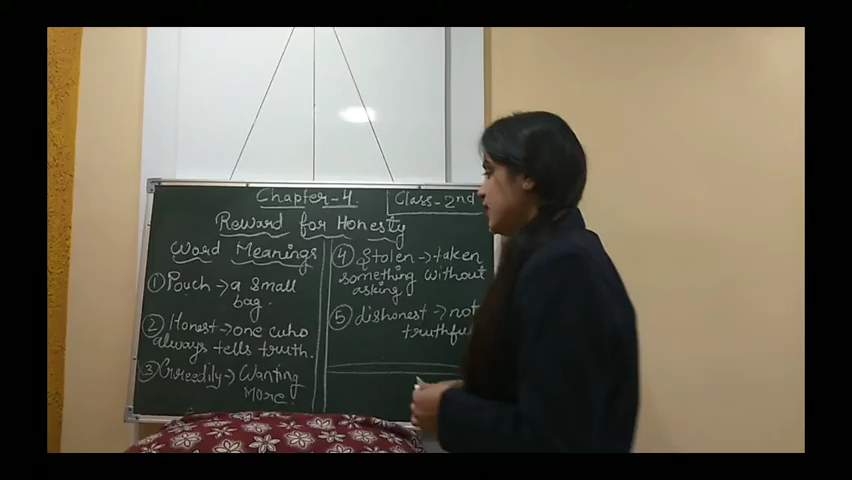 Chapter-4.
Class-2nd
Reward for Honesty
Word Meanings
① Pouch → a small
bag.
② Honest → one who
always tells truth.
③ Greedily → Wanting
More.
④ Stolen → taken
something without
asking
⑤ dishonest → not
truthful